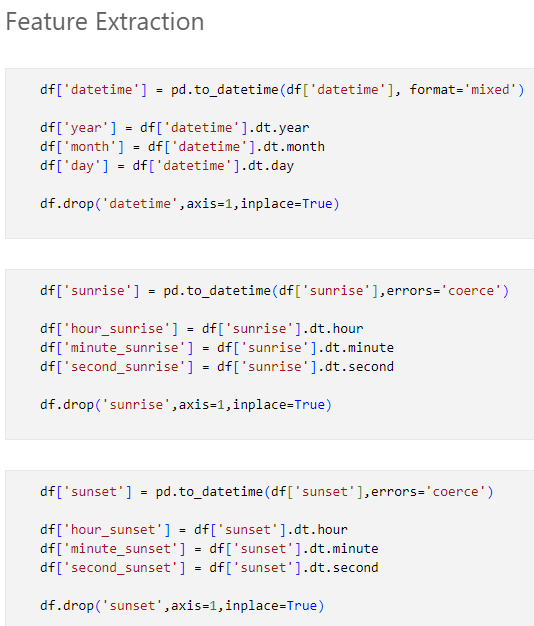 Feature Extraction
df['datetime'] = pd.to_datetime(df['datetime'], format='mixed')
df['year'] = df['datetime'].dt.year
df['month'] = df['datetime'].dt.month
df['day'] = df['datetime'].dt.day
df.drop('datetime',axis=1,inplace=True)
df['sunrise'] = pd.to_datetime(df['sunrise'],errors='coerce')
df['hour_sunrise'] = df['sunrise'].dt.hour
df['minute_sunrise'] = df['sunrise'].dt.minute
df['second_sunrise'] = df['sunrise'].dt.second
df.drop('sunrise',axis=1,inplace=True)
df['sunset'] = pd.to_datetime(df['sunset'],errors='coerce')
df['hour_sunset'] = df['sunset'].dt.hour
df['minute_sunset'] = df['sunset'].dt.minute
df['second_sunset'] = df['sunset'].dt.second
df.drop('sunset',axis=1,inplace=True)